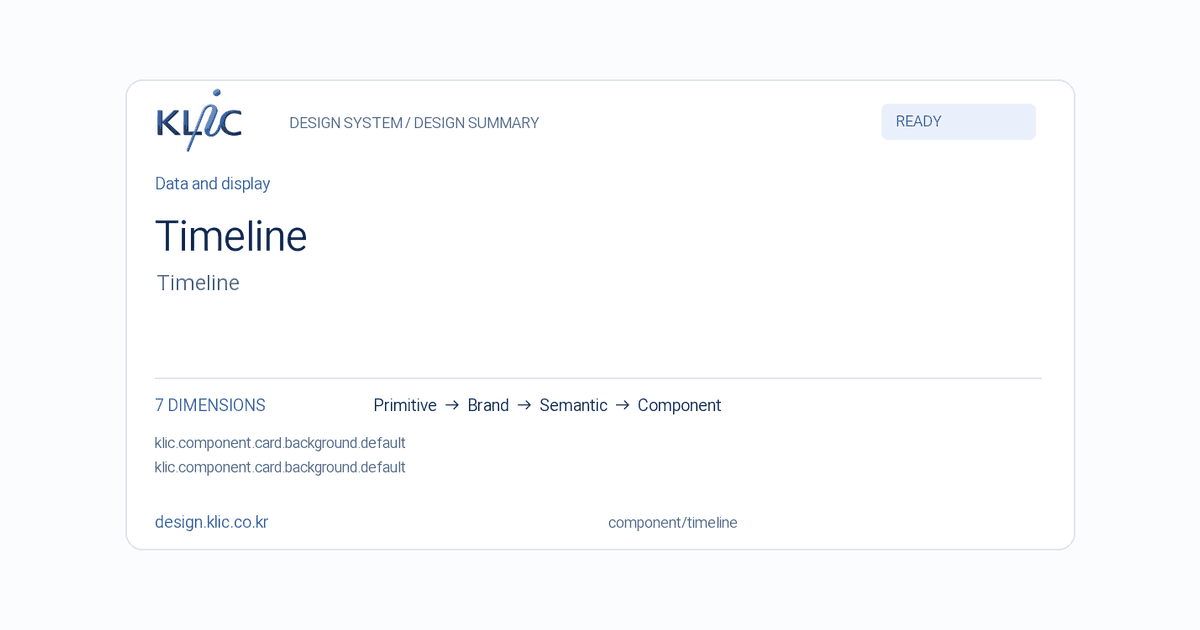 KLiC
DESIGN SYSTEM / DESIGN SUMMARY
READY
Data and display
Timeline
Timeline
7 DIMENSIONS
Primitive → Brand → Semantic → Component
klic.component.card.background.default
klic.component.card.background.default
design.klic.co.kr
component/timeline